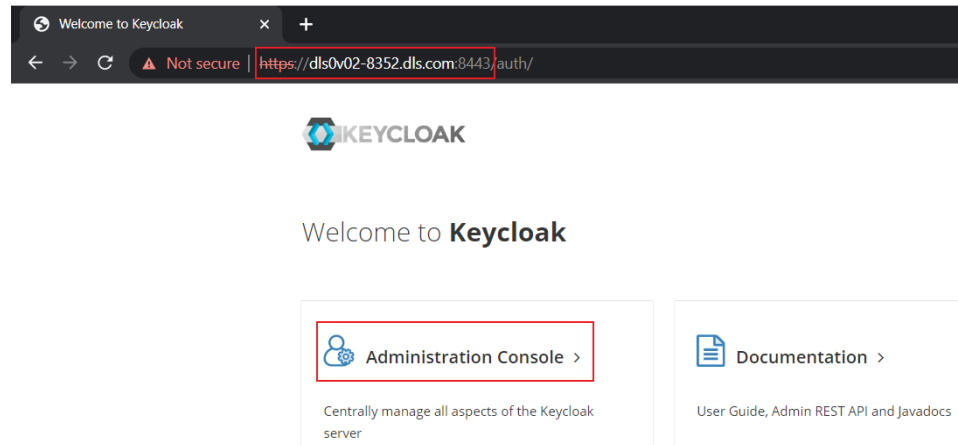 Welcome to Keycloak
Not secure | https://dls0v02-8352.dls.com:8443/auth/
KEYCLOAK
Welcome to Keycloak
Administration Console >
Centrally manage all aspects of the Keycloak
server
Documentation >
User Guide, Admin REST API and Javadocs